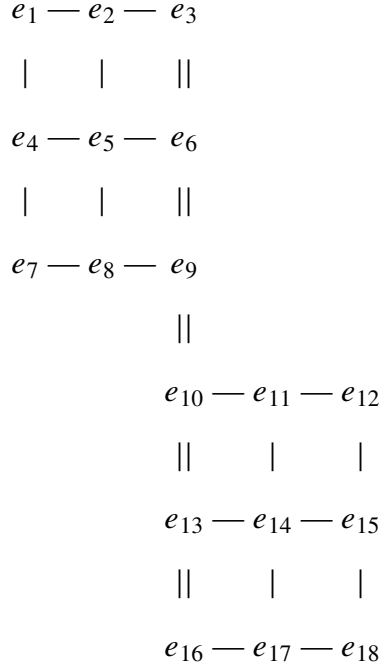 e₁ — e₂ — e₃
| | ||
e₄ — e₅ — e₆
| | ||
e₇ — e₈ — e₉
||
e₁₀ — e₁₁ — e₁₂
|| | |
e₁₃ — e₁₄ — e₁₅
|| | |
e₁₆ — e₁₇ — e₁₈